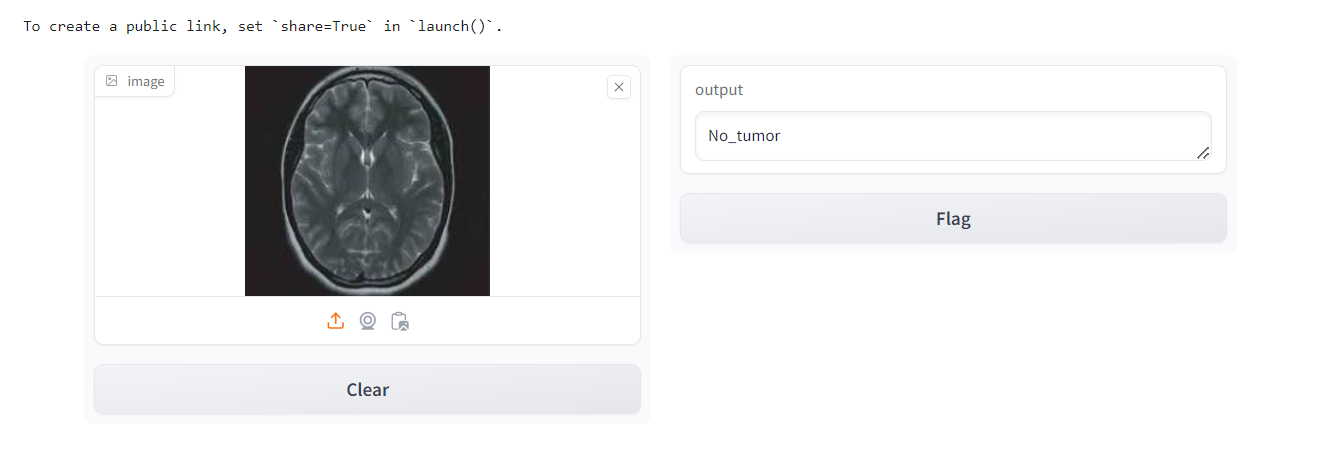 To create a public link, set `share=True` in `launch()`.
image
output
No_tumor
Flag
Clear